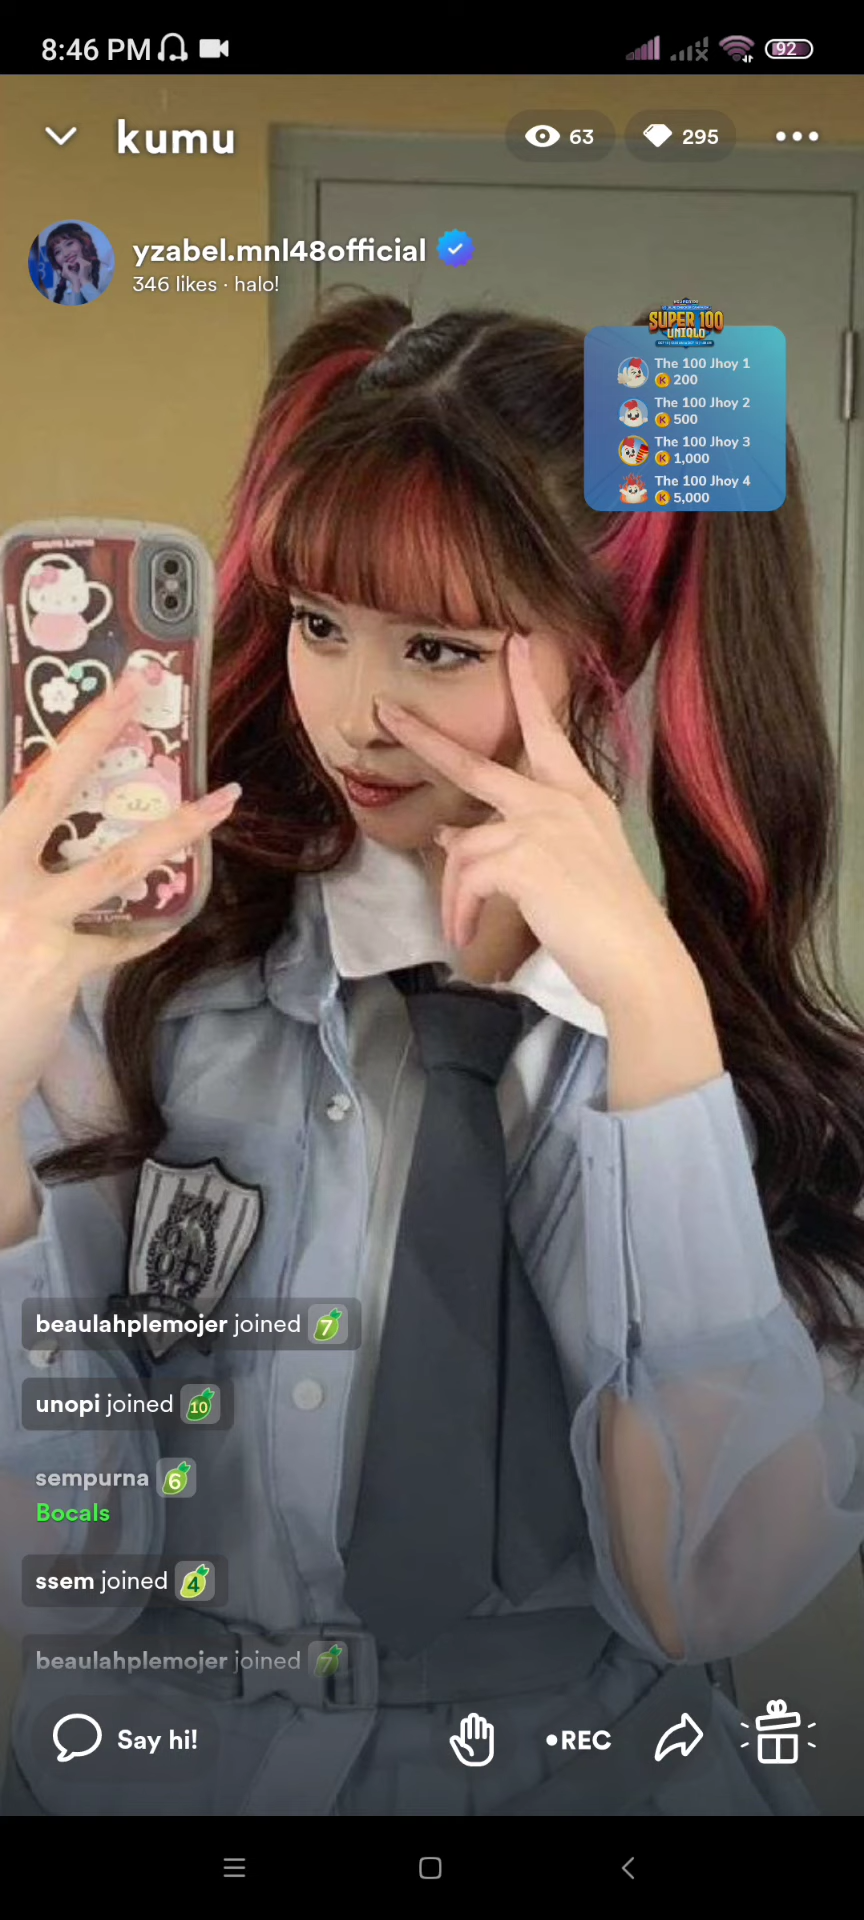 8:46 PM
92
kumu
63
295
yzabel.mnl48official
346 likes · halo!
SUPER 100
UNIQLO
The 100 Jhoy 1
K 200
The 100 Jhoy 2
K 500
The 100 Jhoy 3
K 1,000
The 100 Jhoy 4
K 5,000
beaulahplemojer joined 7
unopi joined 10
sempurna 6
Bocals
ssem joined 4
beaulahplemojer joined 7
Say hi!
•REC